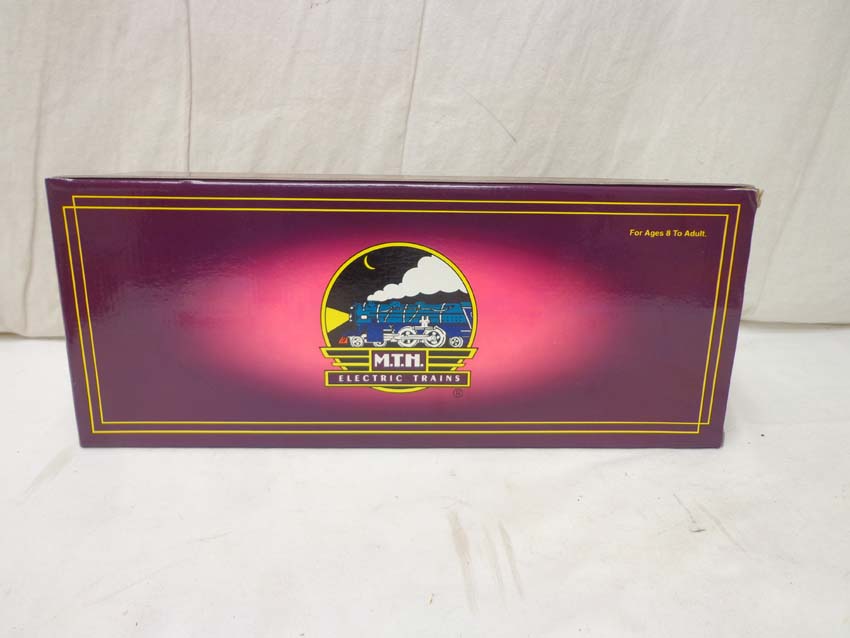 For Ages 8 To Adult.
M.T.H.
ELECTRIC TRAINS
®